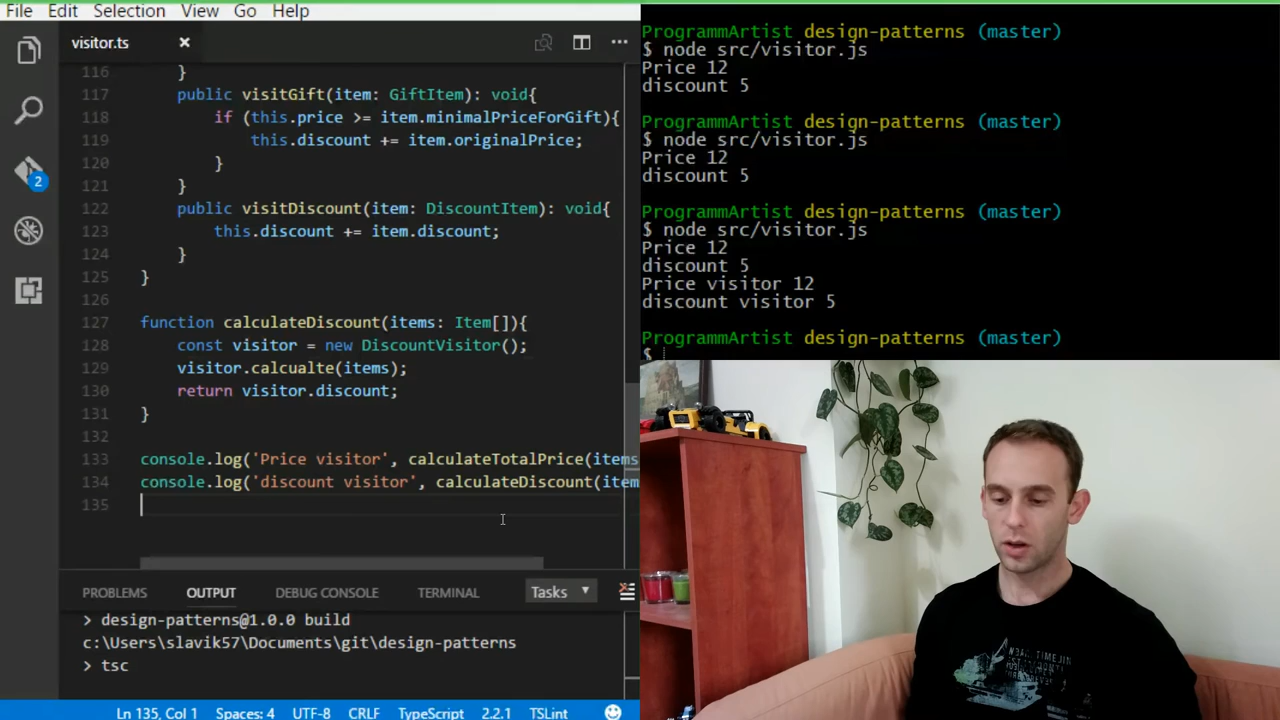 File Edit Selection View Go Help
visitor.ts
116 }
117 public visitGift(item: GiftItem): void{
118 if (this.price >= item.minimalPriceForGift){
119 this.discount += item.originalPrice;
120 }
121 }
122 public visitDiscount(item: DiscountItem): void{
123 this.discount += item.discount;
124 }
125 }
126
127 function calculateDiscount(items: Item[]){
128 const visitor = new DiscountVisitor();
129 visitor.calcualte(items);
130 return visitor.discount;
131 }
132
133 console.log('Price visitor', calculateTotalPrice(items
134 console.log('discount visitor', calculateDiscount(item
135
2
PROBLEMS OUTPUT DEBUG CONSOLE TERMINAL Tasks
> design-patterns@1.0.0 build
c:\Users\slavik57\Documents\git\design-patterns
> tsc
Ln 135, Col 1 Spaces: 4 UTF-8 CRLF TypeScript 2.2.1 TSLint
ProgrammArtist design-patterns (master)
$ node src/visitor.js
Price 12
discount 5
ProgrammArtist design-patterns (master)
$ node src/visitor.js
Price 12
discount 5
ProgrammArtist design-patterns (master)
$ node src/visitor.js
Price 12
discount 5
Price visitor 12
discount visitor 5
ProgrammArtist design-patterns (master)
$